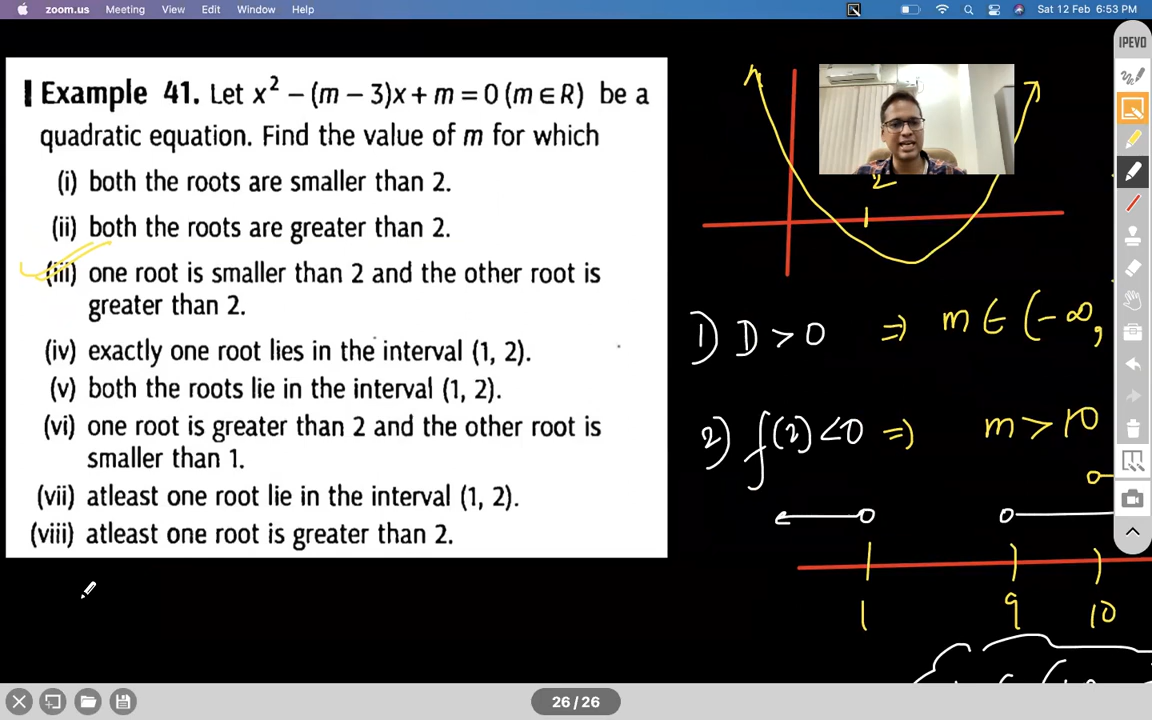 zoom.us Meeting View Edit Window Help Sat 12 Feb 6:53 PM
IPEVO
Example 41. Let x² – (m – 3)x + m = 0 (m ∈ R) be a
quadratic equation. Find the value of m for which
(i) both the roots are smaller than 2.
(ii) both the roots are greater than 2.
(iii) one root is smaller than 2 and the other root is
greater than 2.
(iv) exactly one root lies in the interval (1, 2).
(v) both the roots lie in the interval (1, 2).
(vi) one root is greater than 2 and the other root is
smaller than 1.
(vii) atleast one root lie in the interval (1, 2).
(viii) atleast one root is greater than 2.
2
1) D > 0 ⇒ m ∈ (-∞,
2) f(2) < 0 ⇒ m > 10
1 9 10
26 / 26